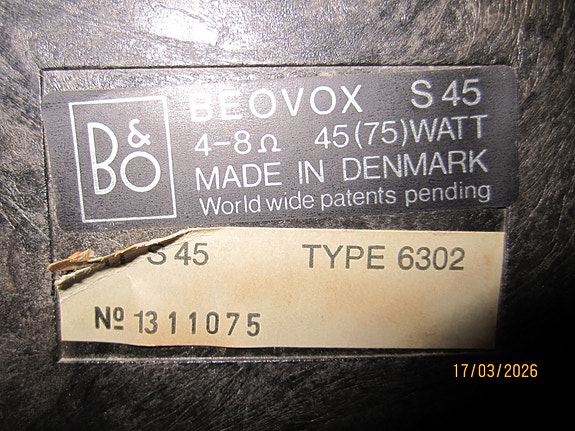 B&O
BEOVOX S 45
4-8Ω 45(75)WATT
MADE IN DENMARK
World wide patents pending
S 45 TYPE 6302
Nº 1311075
17/03/2026